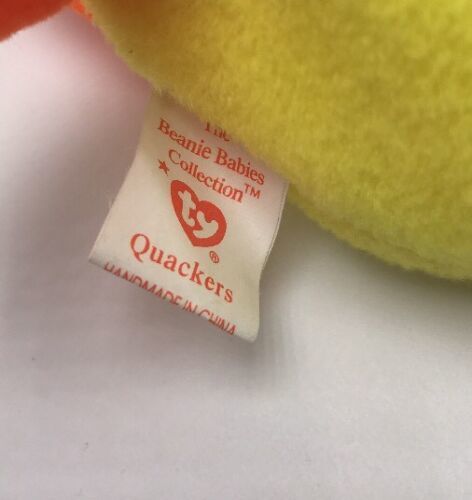 The
Beanie Babies
Collection™
ty®
Quackers
HANDMADE IN CHINA